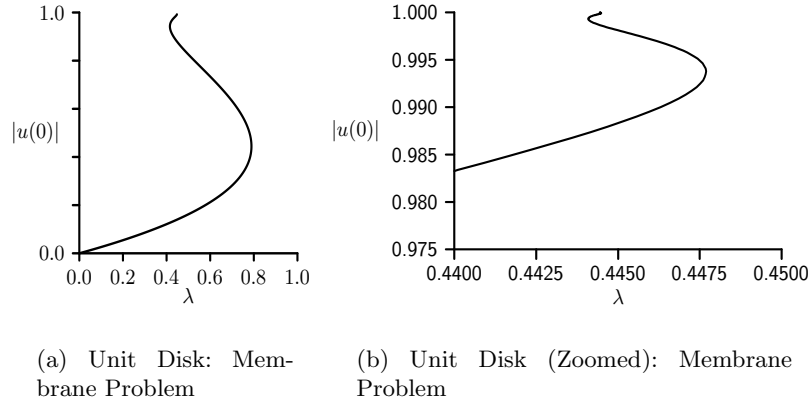 1.0
|u(0)|
0.0
0.0 0.2 0.4 0.6 0.8 1.0
λ
(a) Unit Disk: Mem-
brane Problem
1.000
0.995
0.990
|u(0)|
0.985
0.980
0.975
0.4400 0.4425 0.4450 0.4475 0.4500
λ
(b) Unit Disk (Zoomed): Membrane
Problem